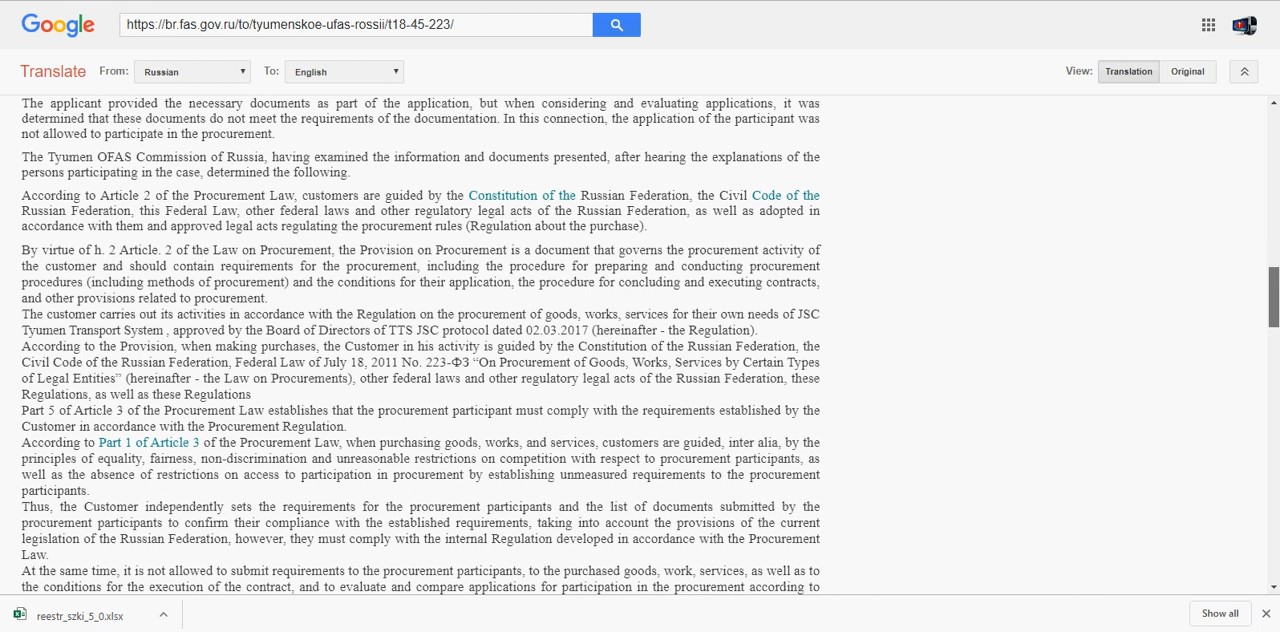 Google
https://br.fas.gov.ru/to/tyumenskoe-ufas-rossii/t18-45-223/
Translate From: Russian To: English View: Translation Original
The applicant provided the necessary documents as part of the application, but when considering and evaluating applications, it was
determined that these documents do not meet the requirements of the documentation. In this connection, the application of the participant was
not allowed to participate in the procurement.
The Tyumen OFAS Commission of Russia, having examined the information and documents presented, after hearing the explanations of the
persons participating in the case, determined the following.
According to Article 2 of the Procurement Law, customers are guided by the Constitution of the Russian Federation, the Civil Code of the
Russian Federation, this Federal Law, other federal laws and other regulatory legal acts of the Russian Federation, as well as adopted in
accordance with them and approved legal acts regulating the procurement rules (Regulation about the purchase).
By virtue of h. 2 Article. 2 of the Law on Procurement, the Provision on Procurement is a document that governs the procurement activity of
the customer and should contain requirements for the procurement, including the procedure for preparing and conducting procurement
procedures (including methods of procurement) and the conditions for their application, the procedure for concluding and executing contracts,
and other provisions related to procurement.
The customer carries out its activities in accordance with the Regulation on the procurement of goods, works, services for their own needs of JSC
Tyumen Transport System , approved by the Board of Directors of TTS JSC protocol dated 02.03.2017 (hereinafter - the Regulation).
According to the Provision, when making purchases, the Customer in his activity is guided by the Constitution of the Russian Federation, the
Civil Code of the Russian Federation, Federal Law of July 18, 2011 No. 223-ФЗ “On Procurement of Goods, Works, Services by Certain Types
of Legal Entities” (hereinafter - the Law on Procurements), other federal laws and other regulatory legal acts of the Russian Federation, these
Regulations, as well as these Regulations
Part 5 of Article 3 of the Procurement Law establishes that the procurement participant must comply with the requirements established by the
Customer in accordance with the Procurement Regulation.
According to Part 1 of Article 3 of the Procurement Law, when purchasing goods, works, and services, customers are guided, inter alia, by the
principles of equality, fairness, non-discrimination and unreasonable restrictions on competition with respect to procurement participants, as
well as the absence of restrictions on access to participation in procurement by establishing unmeasured requirements to the procurement
participants.
Thus, the Customer independently sets the requirements for the procurement participants and the list of documents submitted by the
procurement participants to confirm their compliance with the established requirements, taking into account the provisions of the current
legislation of the Russian Federation, however, they must comply with the internal Regulation developed in accordance with the Procurement
Law.
At the same time, it is not allowed to submit requirements to the procurement participants, to the purchased goods, work, services, as well as to
the conditions for the execution of the contract, and to evaluate and compare applications for participation in the procurement according to
reestr_szki_5_0.xlsx Show all